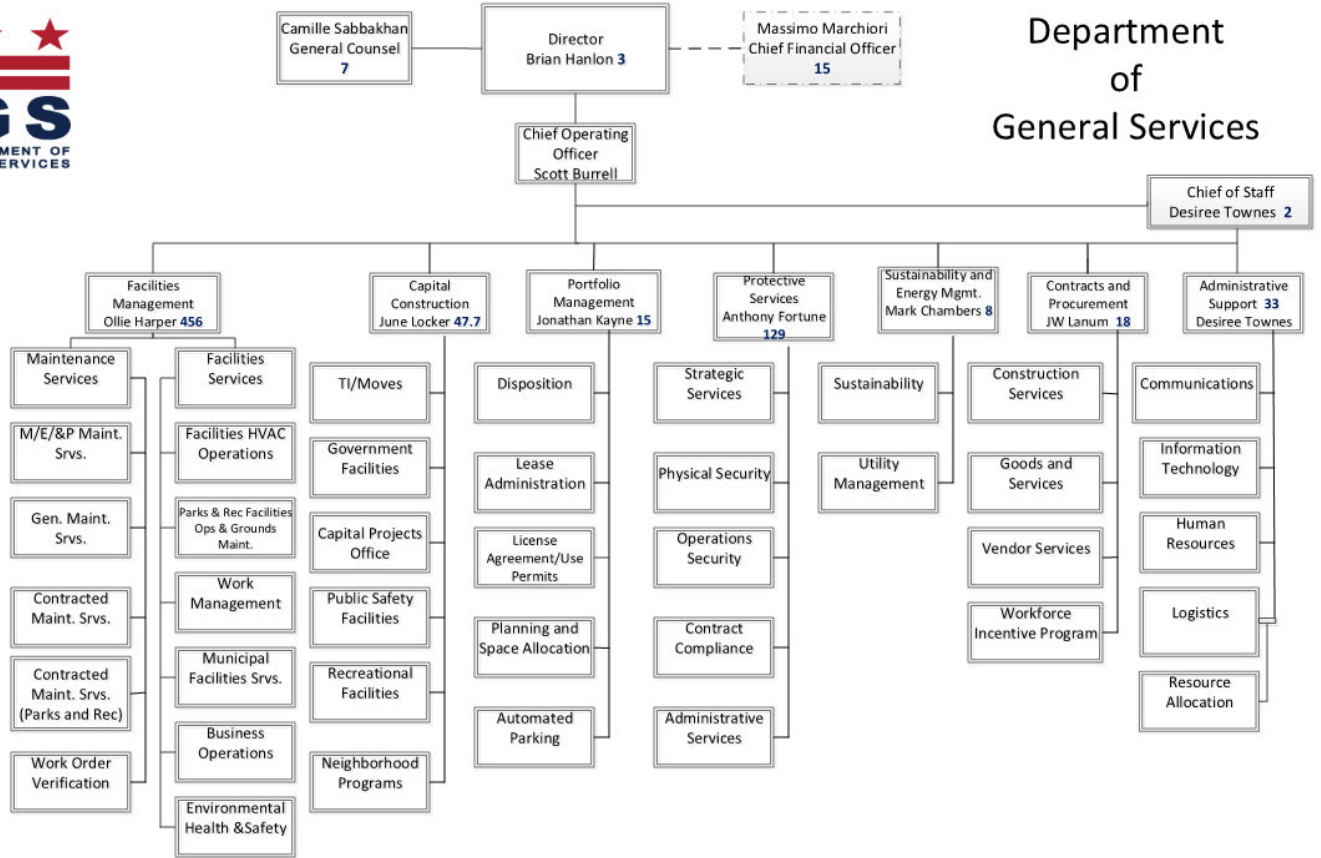 GS
MENT OF
ERVICES
Camille Sabbakhan
General Counsel
7
Director
Brian Hanlon 3
Massimo Marchiori
Chief Financial Officer
15
Department
of
General Services
Chief Operating
Officer
Scott Burrell
Chief of Staff
Desiree Townes 2
Facilities
Management
Ollie Harper 456
Capital
Construction
June Locker 47.7
Portfolio
Management
Jonathan Kayne 15
Protective
Services
Anthony Fortune
129
Sustainability and
Energy Mgmt.
Mark Chambers 8
Contracts and
Procurement
JW Lanum 18
Administrative
Support 33
Desiree Townes
Maintenance
Services
M/E/&P Maint.
Srvs.
Gen. Maint.
Srvs.
Contracted
Maint. Srvs.
Contracted
Maint. Srvs.
(Parks and Rec)
Work Order
Verification
Facilities
Services
Facilities HVAC
Operations
Parks & Rec Facilities
Ops & Grounds
Maint.
Work
Management
Municipal
Facilities Srvs.
Business
Operations
Environmental
Health &Safety
TI/Moves
Government
Facilities
Capital Projects
Office
Public Safety
Facilities
Recreational
Facilities
Neighborhood
Programs
Disposition
Lease
Administration
License
Agreement/Use
Permits
Planning and
Space Allocation
Automated
Parking
Strategic
Services
Physical Security
Operations
Security
Contract
Compliance
Administrative
Services
Sustainability
Utility
Management
Construction
Services
Goods and
Services
Vendor Services
Workforce
Incentive Program
Communications
Information
Technology
Human
Resources
Logistics
Resource
Allocation